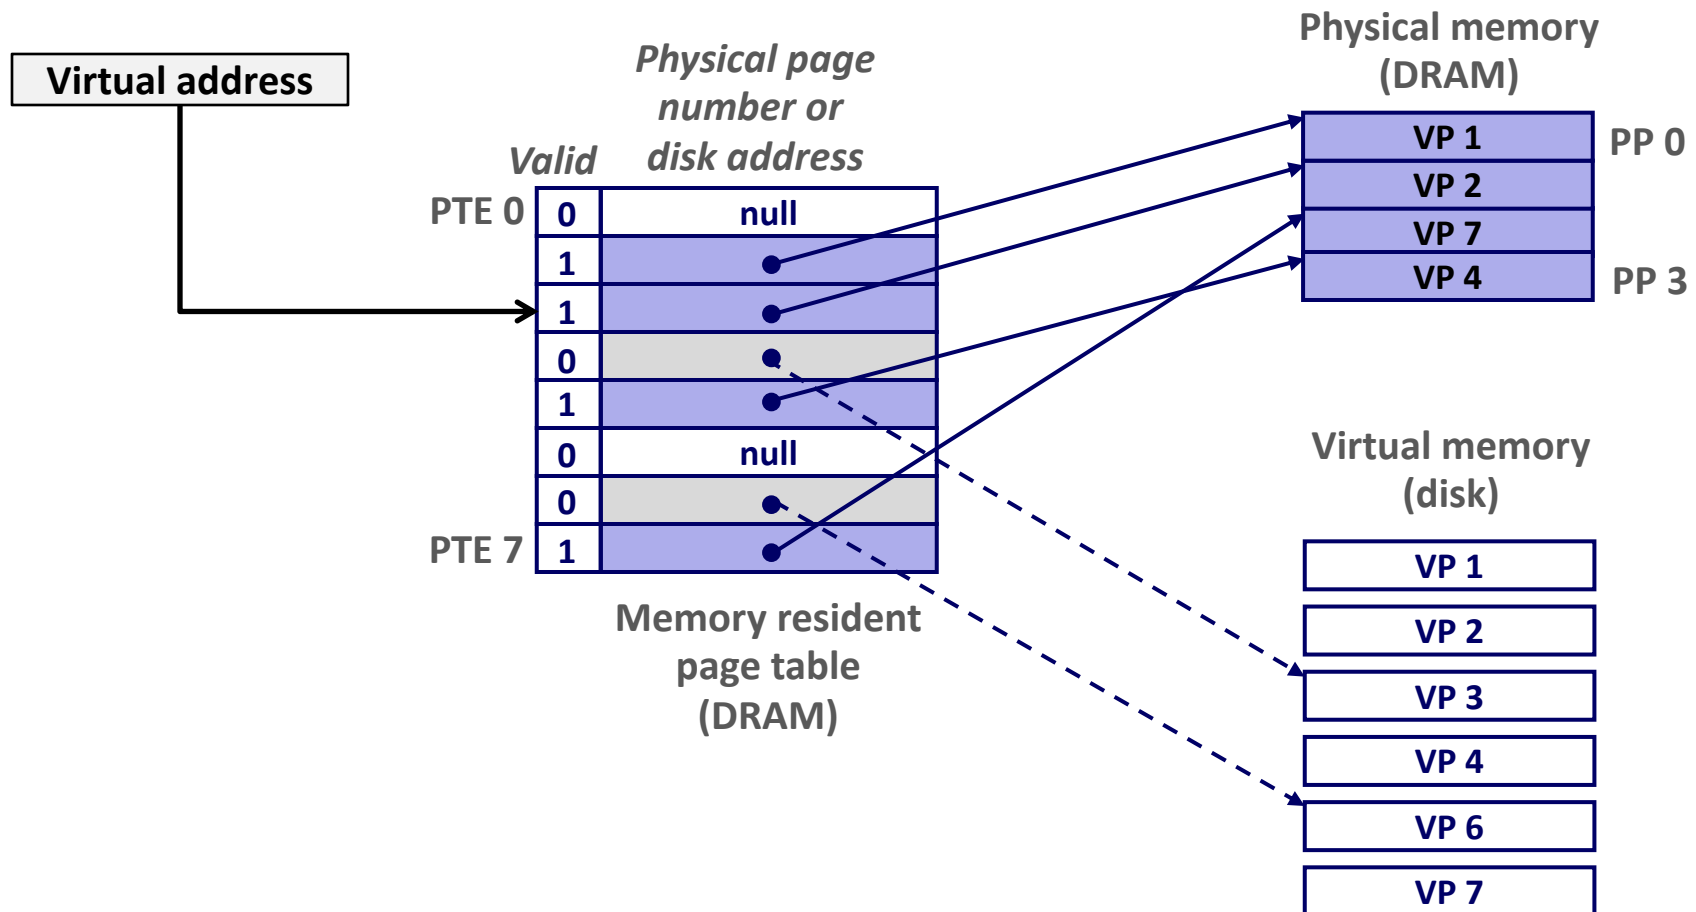 Virtual address
Physical page
number or
disk address
Valid
PTE 0
0 null
1
1
0
1
0 null
0
PTE 7 1
Memory resident
page table
(DRAM)
Physical memory
(DRAM)
VP 1 PP 0
VP 2
VP 7
VP 4 PP 3
Virtual memory
(disk)
VP 1
VP 2
VP 3
VP 4
VP 6
VP 7